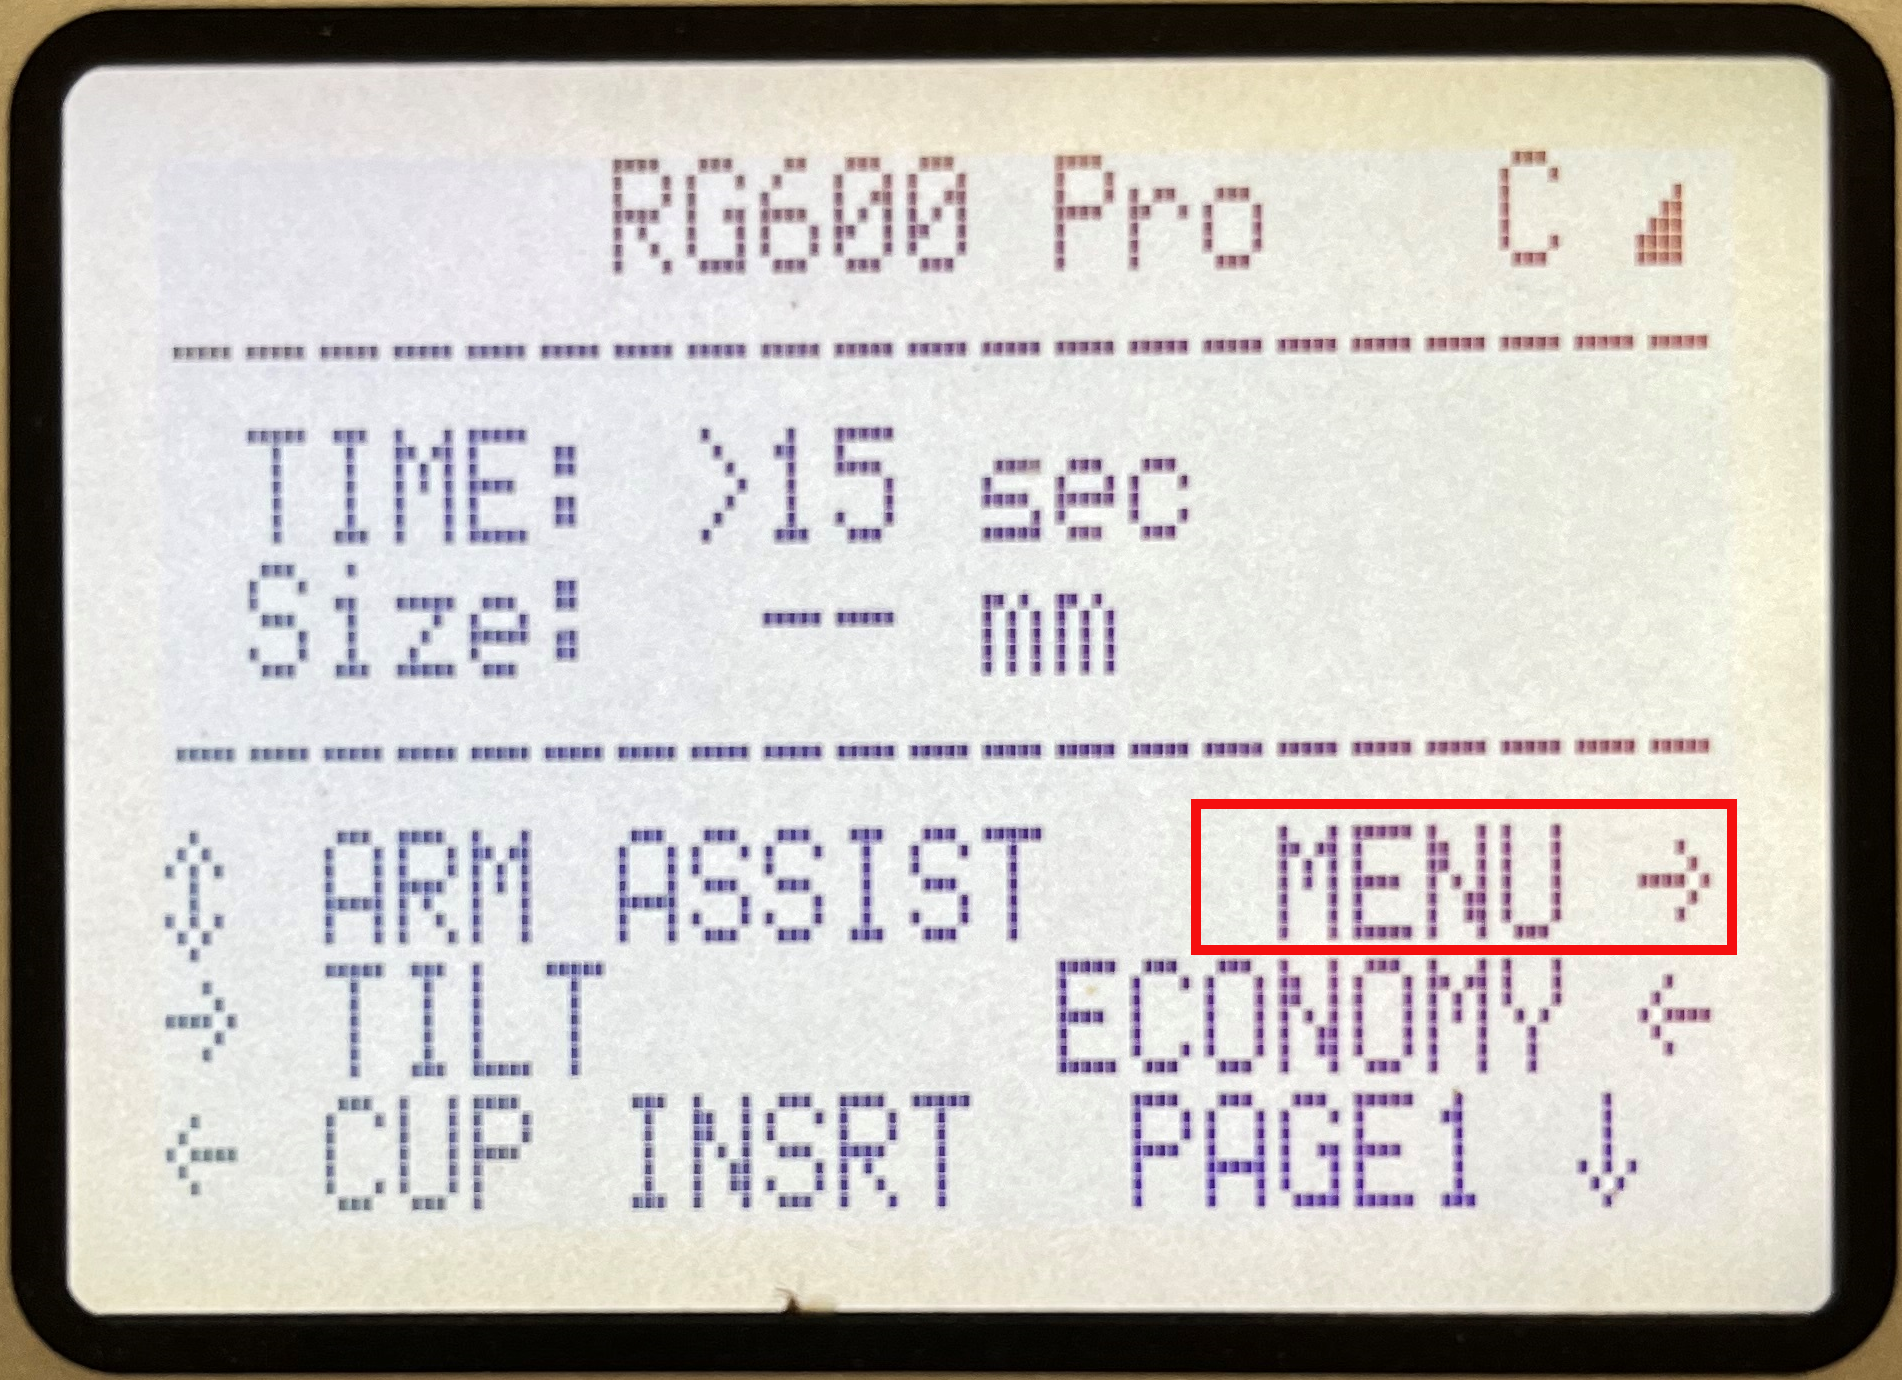 RG600 Pro C
TIME: >15 sec
Size: -- mm
↕ ARM ASSIST MENU →
→ TILT ECONOMY ←
← CUP INSRT PAGE1 ↓